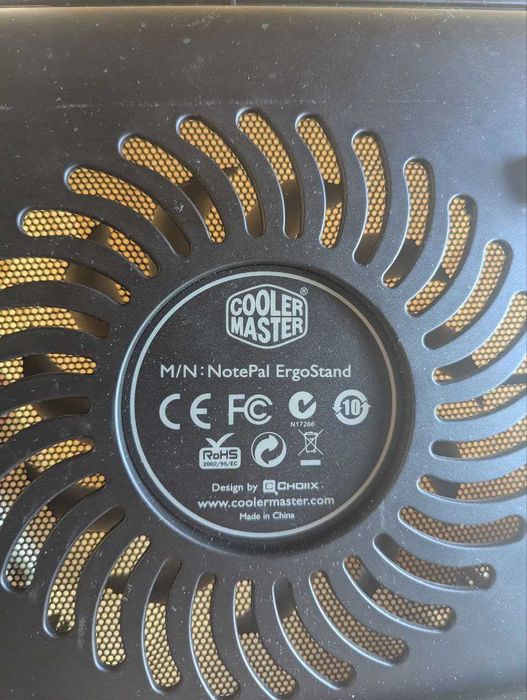 COOLER
MASTER
®
M/N: NotePal ErgoStand
CE FC N17266 10
RoHS
2002/95/EC
Design by CHOIIX
www.coolermaster.com
Made in China